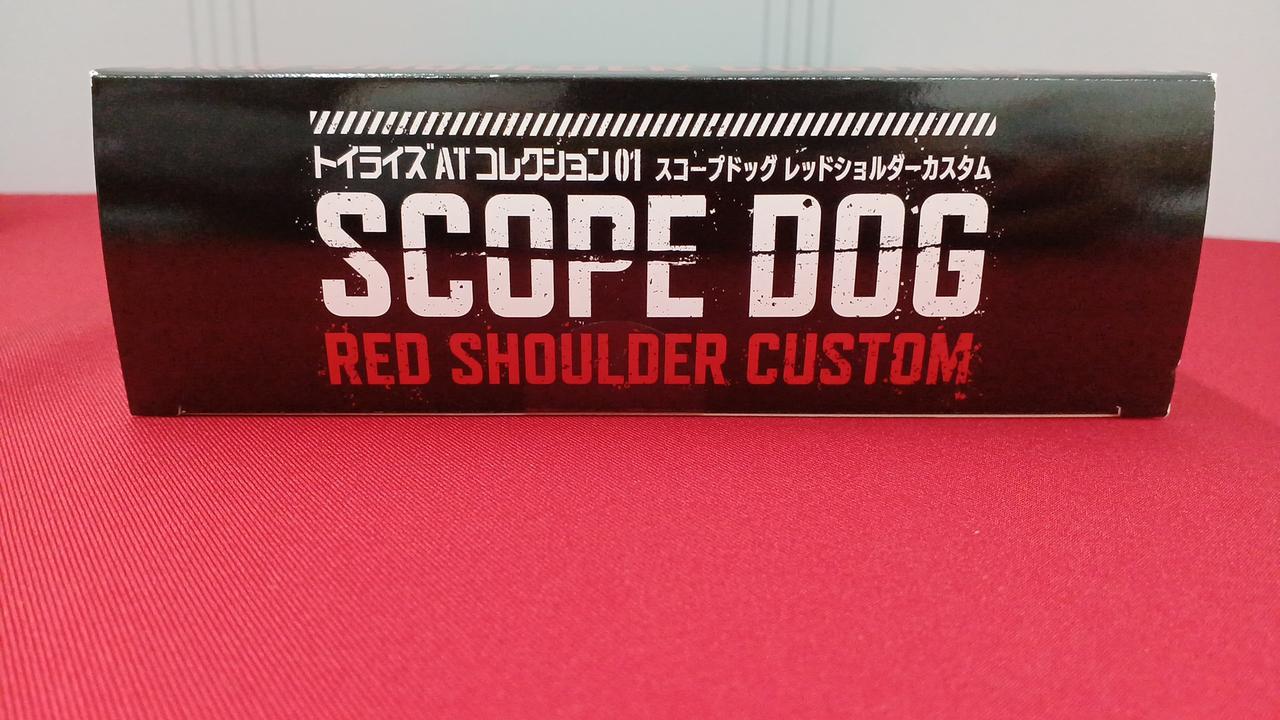 トイライズATコレクション01 スコープドッグ レッドショルダーカスタム
SCOPE DOG
RED SHOULDER CUSTOM